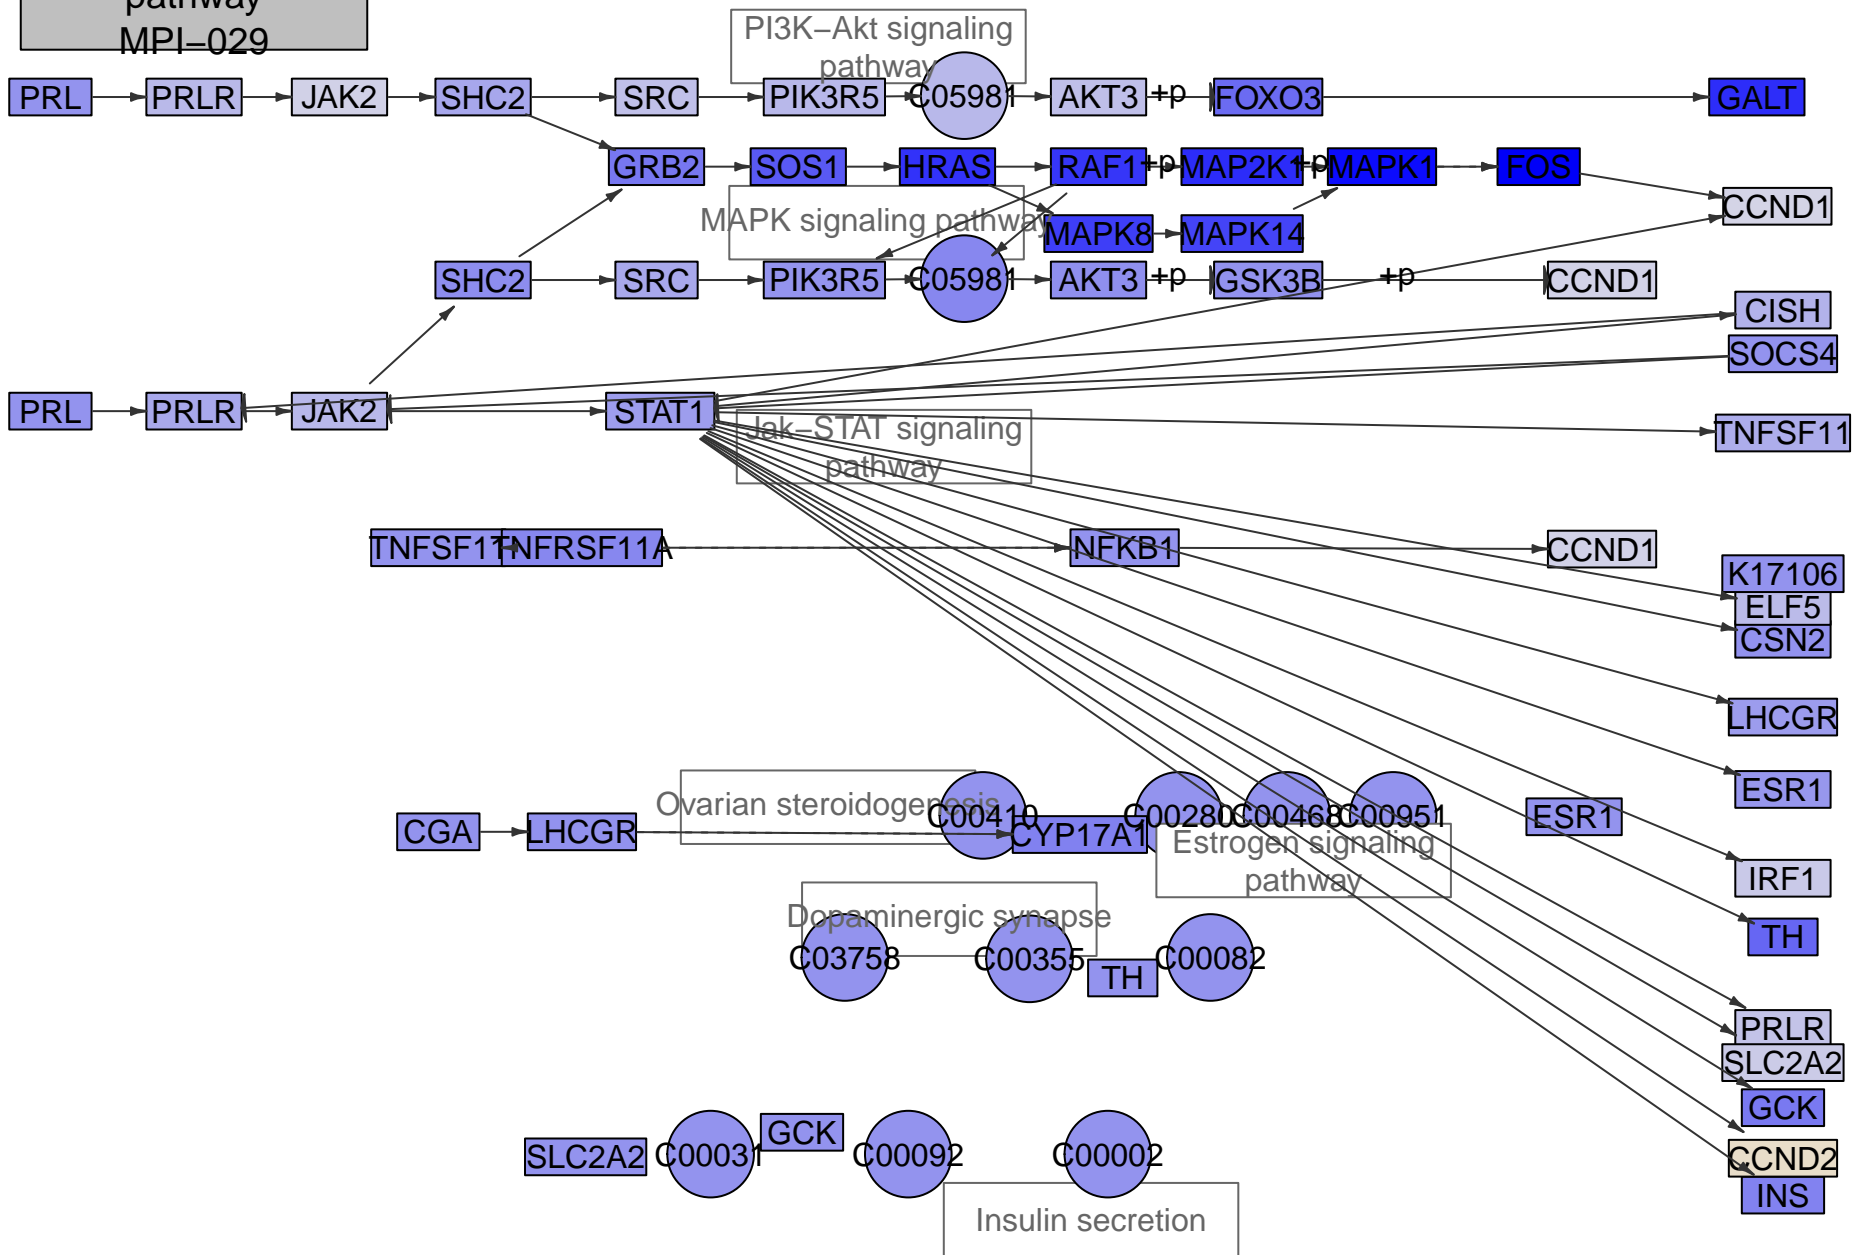 pathway
MPI−029
PI3K−Akt signaling
pathway
PRL PRLR JAK2 SHC2 SRC PIK3R5 C05981 AKT3 +p FOXO3 GALT
GRB2 SOS1 HRAS RAF1 +p MAP2K1 +p MAPK1 FOS
CCND1
MAPK signaling pathway
MAPK8 MAPK14
SHC2 SRC PIK3R5 C05981 AKT3 +p GSK3B +p CCND1
CISH
SOCS4
PRL PRLR JAK2 STAT1
Jak−STAT signaling
pathway
TNFSF11
TNFSF11 TNFRSF11A NFKB1 CCND1
K17106
ELF5
CSN2
LHCGR
ESR1
Ovarian steroidogenesis
C00410 C00280 C00468 C00951 ESR1
CGA LHCGR CYP17A1
Estrogen signaling
pathway
IRF1
Dopaminergic synapse
TH
C03758 C00355 TH C00082
PRLR
SLC2A2
GCK
SLC2A2 C00031 GCK C00092 C00002
CCND2
INS
Insulin secretion